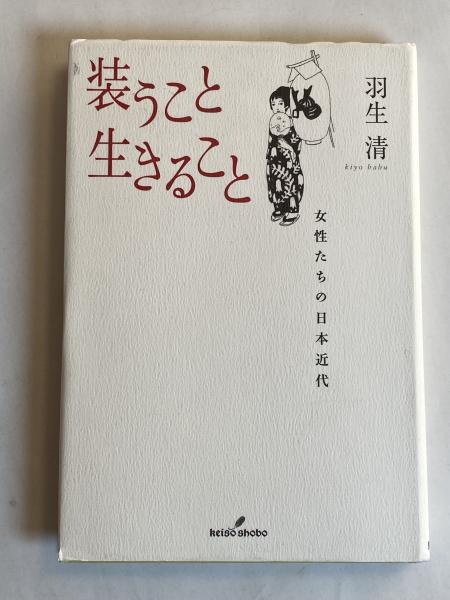 装うこと
生きること
羽生 清
kiyo habu
女性たちの日本近代
keiso shobo